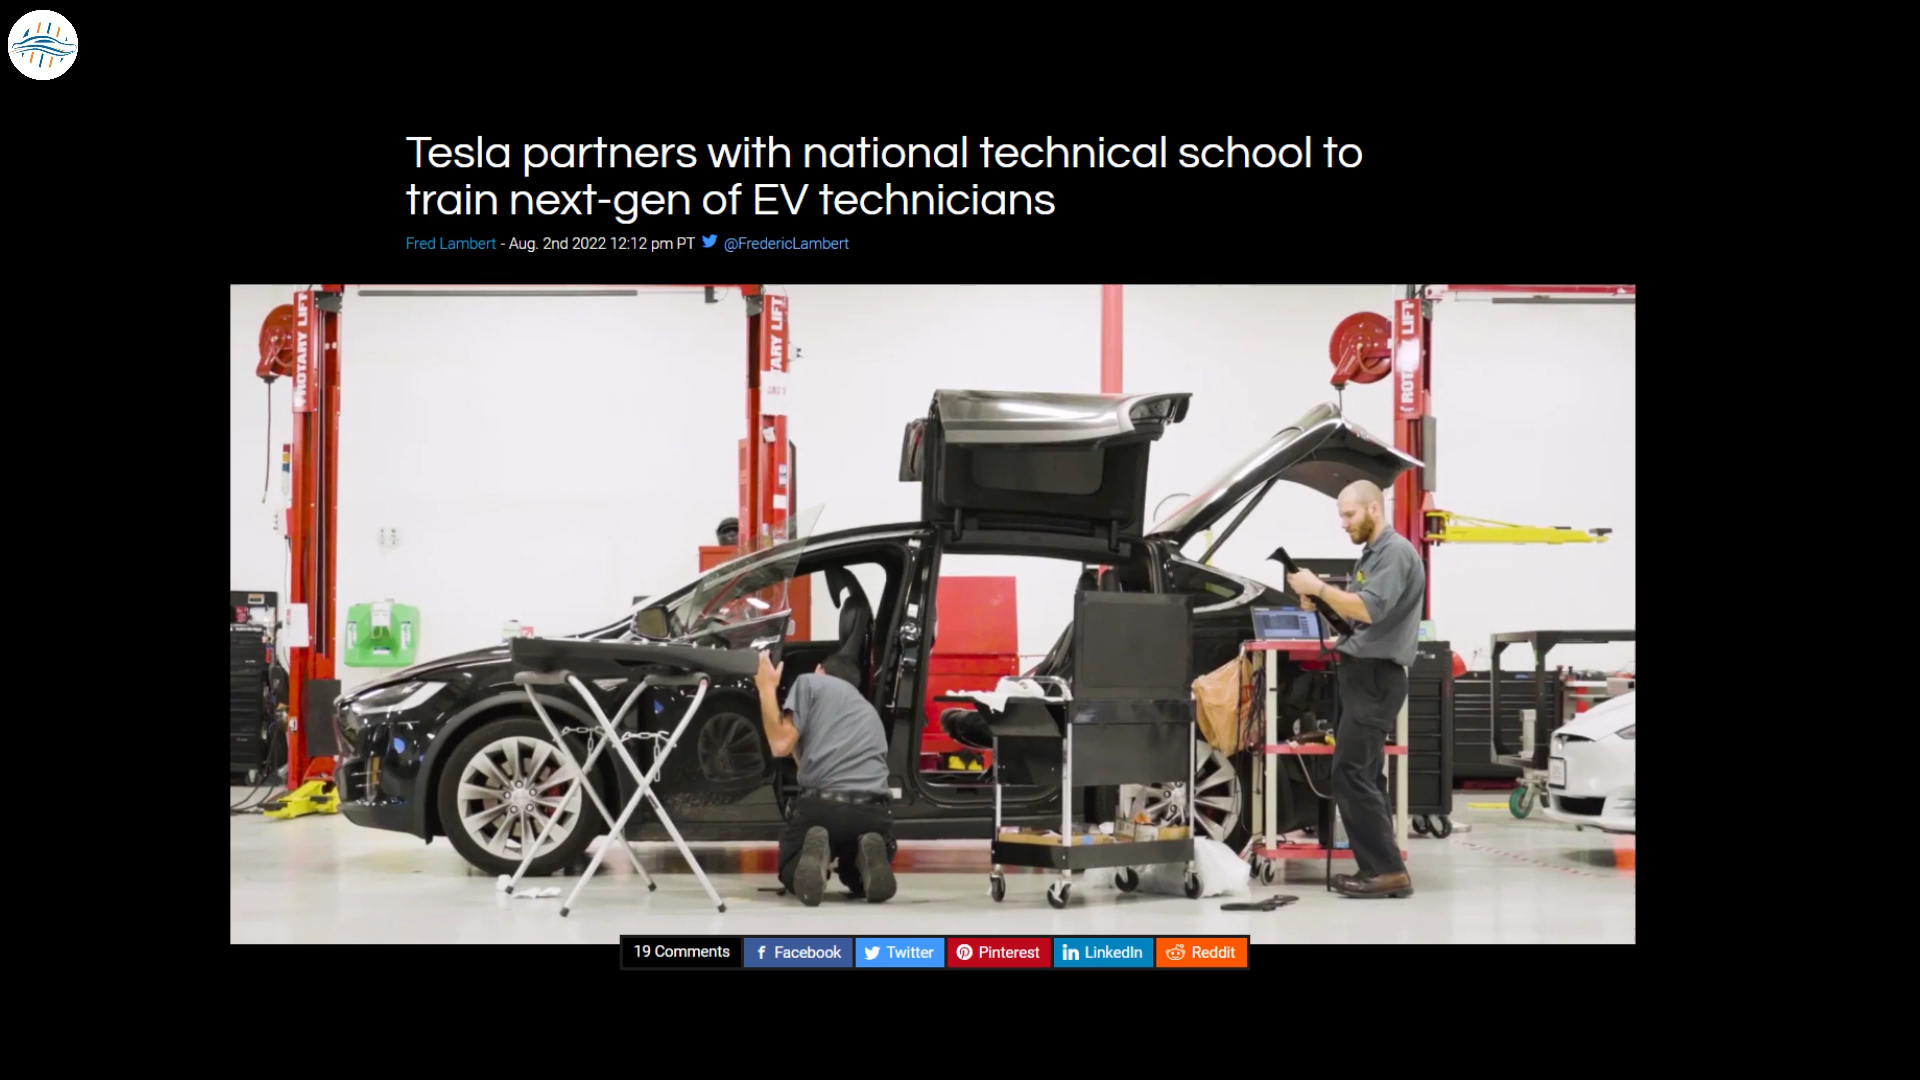 Tesla partners with national technical school to
train next-gen of EV technicians
Fred Lambert - Aug. 2nd 2022 12:12 pm PT @FredericLambert
ROTARY LIFT
ARY LIFT
ROTARY LIFT
19 Comments Facebook Twitter Pinterest LinkedIn Reddit